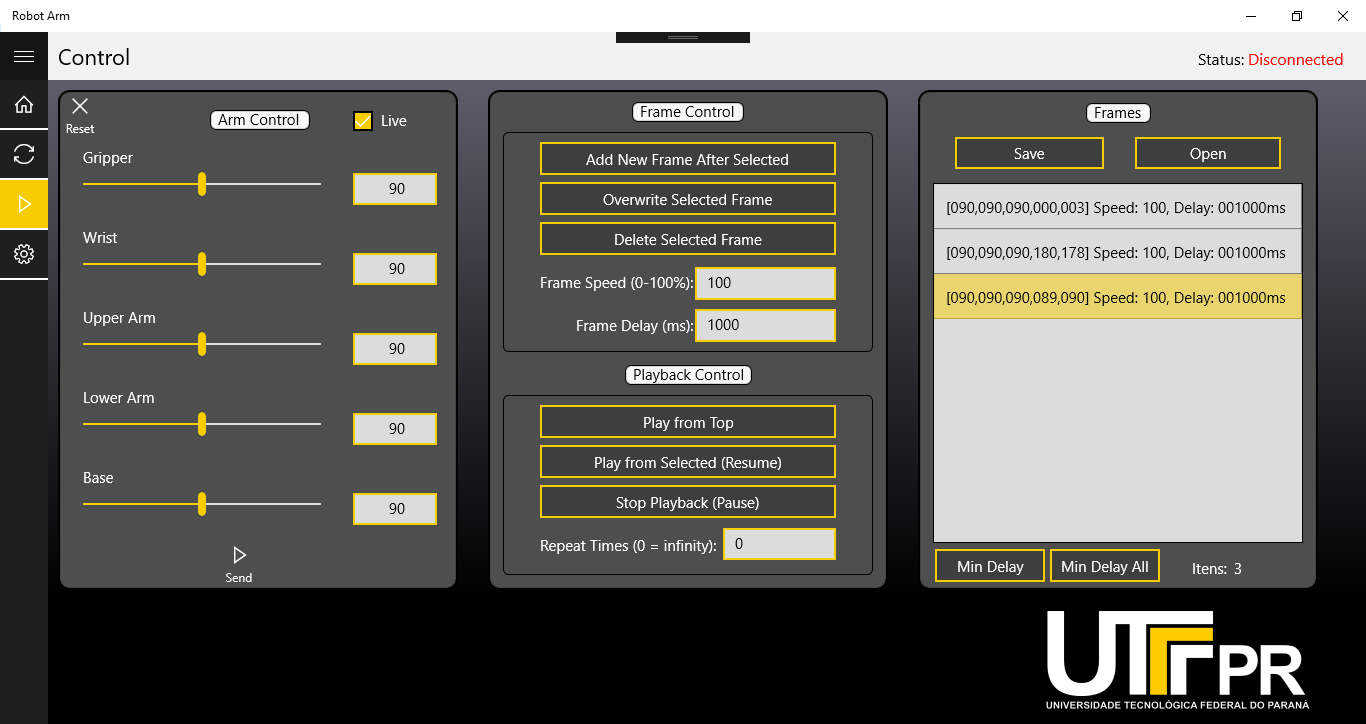 Robot Arm
Control
Status: Disconnected
Reset
Arm Control
Live
Gripper
90
Wrist
90
Upper Arm
90
Lower Arm
90
Base
90
Send
Frame Control
Add New Frame After Selected
Overwrite Selected Frame
Delete Selected Frame
Frame Speed (0-100%): 100
Frame Delay (ms): 1000
Playback Control
Play from Top
Play from Selected (Resume)
Stop Playback (Pause)
Repeat Times (0 = infinity): 0
Frames
Save Open
[090,090,090,000,003] Speed: 100, Delay: 001000ms
[090,090,090,180,178] Speed: 100, Delay: 001000ms
[090,090,090,089,090] Speed: 100, Delay: 001000ms
Min Delay Min Delay All Itens: 3
UTFPR
UNIVERSIDADE TECNOLÓGICA FEDERAL DO PARANÁ